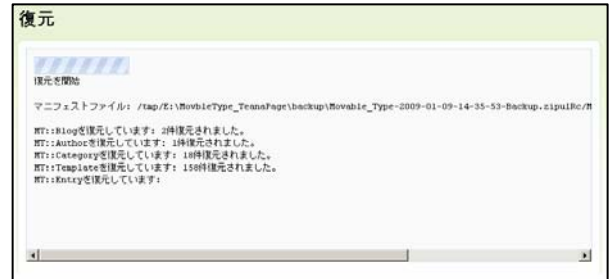 復元
復元を開始
マニフェストファイル: /tmp/E:\MovbleType_TeanaPage\backup\Movable_Type-2009-01-09-14-35-53-Backup.zipulRc/M
MT::Blogを復元しています: 2件復元されました。
MT::Authorを復元しています: 1件復元されました。
MT::Categoryを復元しています: 18件復元されました。
MT::Templateを復元しています: 158件復元されました。
MT::Entryを復元しています: